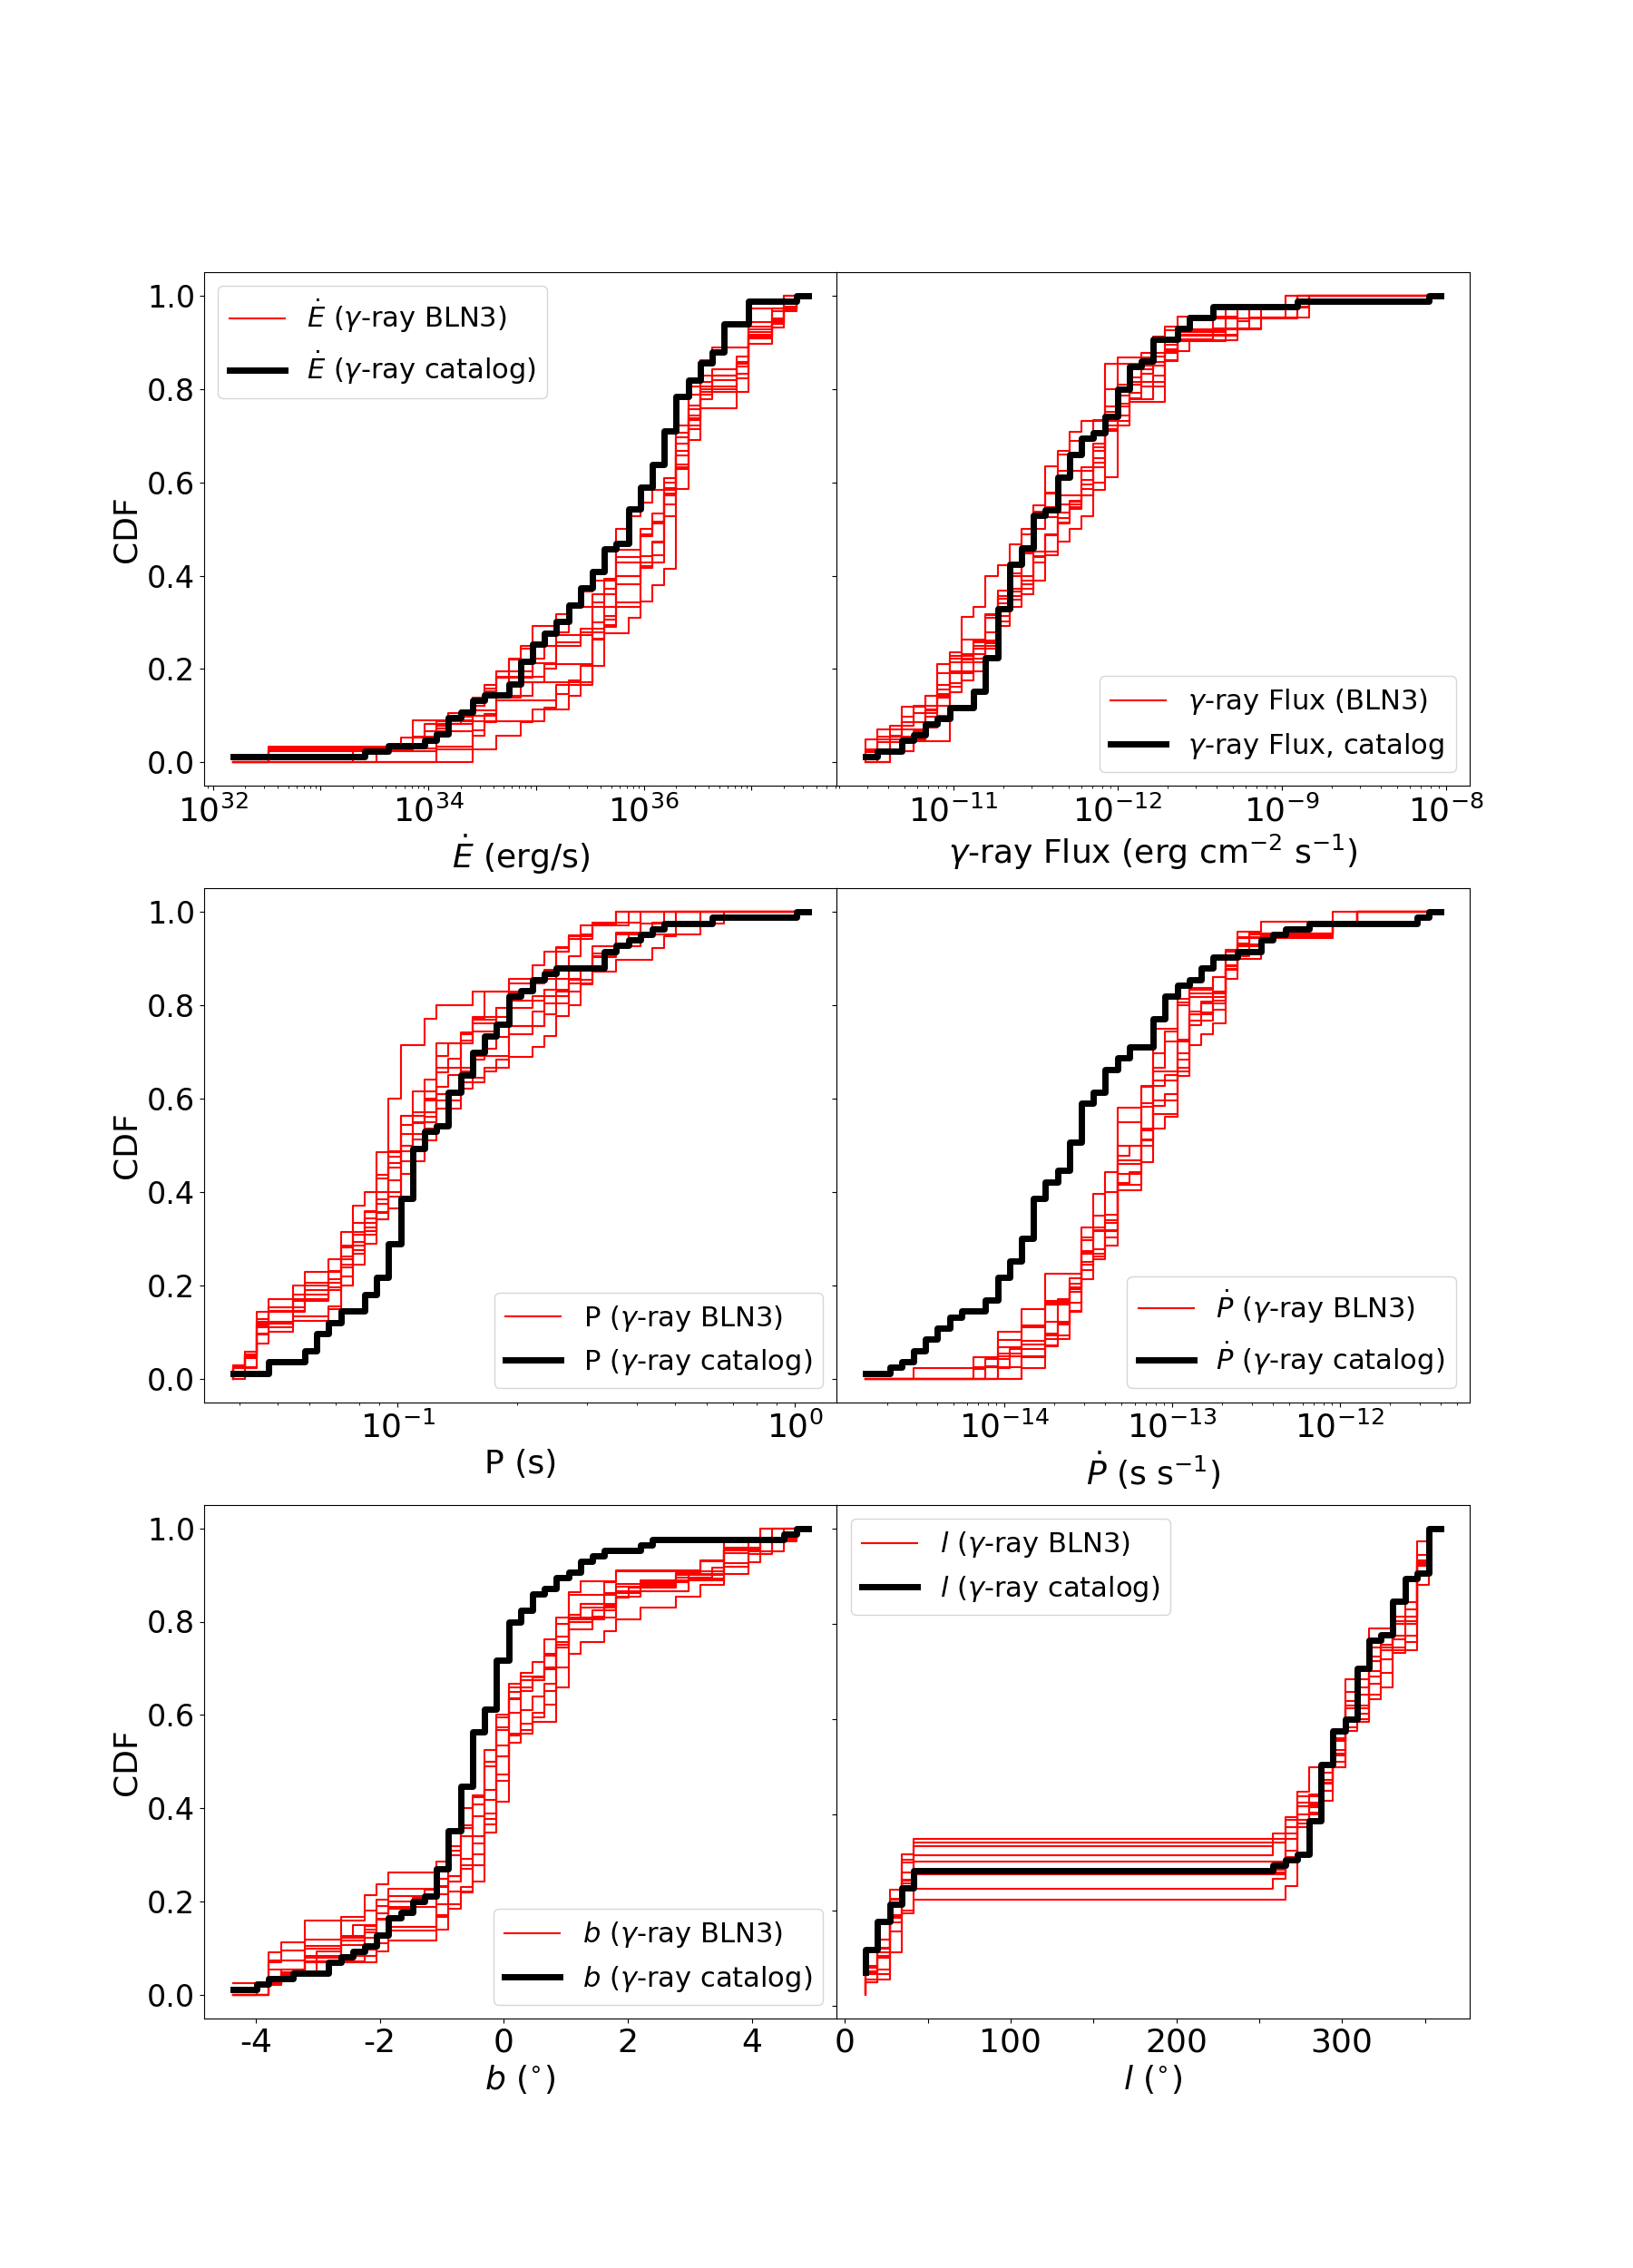 1.0
0.8
0.6
0.4
0.2
0.0
CDF
Ė (γ-ray BLN3)
Ė (γ-ray catalog)
10³² 10³⁴ 10³⁶
Ė (erg/s)
γ-ray Flux (BLN3)
γ-ray Flux, catalog
10⁻¹¹ 10⁻¹² 10⁻⁹ 10⁻⁸
γ-ray Flux (erg cm⁻² s⁻¹)
1.0
0.8
0.6
0.4
0.2
0.0
CDF
P (γ-ray BLN3)
P (γ-ray catalog)
10⁻¹ 10⁰
P (s)
Ṗ (γ-ray BLN3)
Ṗ (γ-ray catalog)
10⁻¹⁴ 10⁻¹³ 10⁻¹²
Ṗ (s s⁻¹)
1.0
0.8
0.6
0.4
0.2
0.0
CDF
b (γ-ray BLN3)
b (γ-ray catalog)
-4 -2 0 2 4
b (°)
l (γ-ray BLN3)
l (γ-ray catalog)
0 100 200 300
l (°)